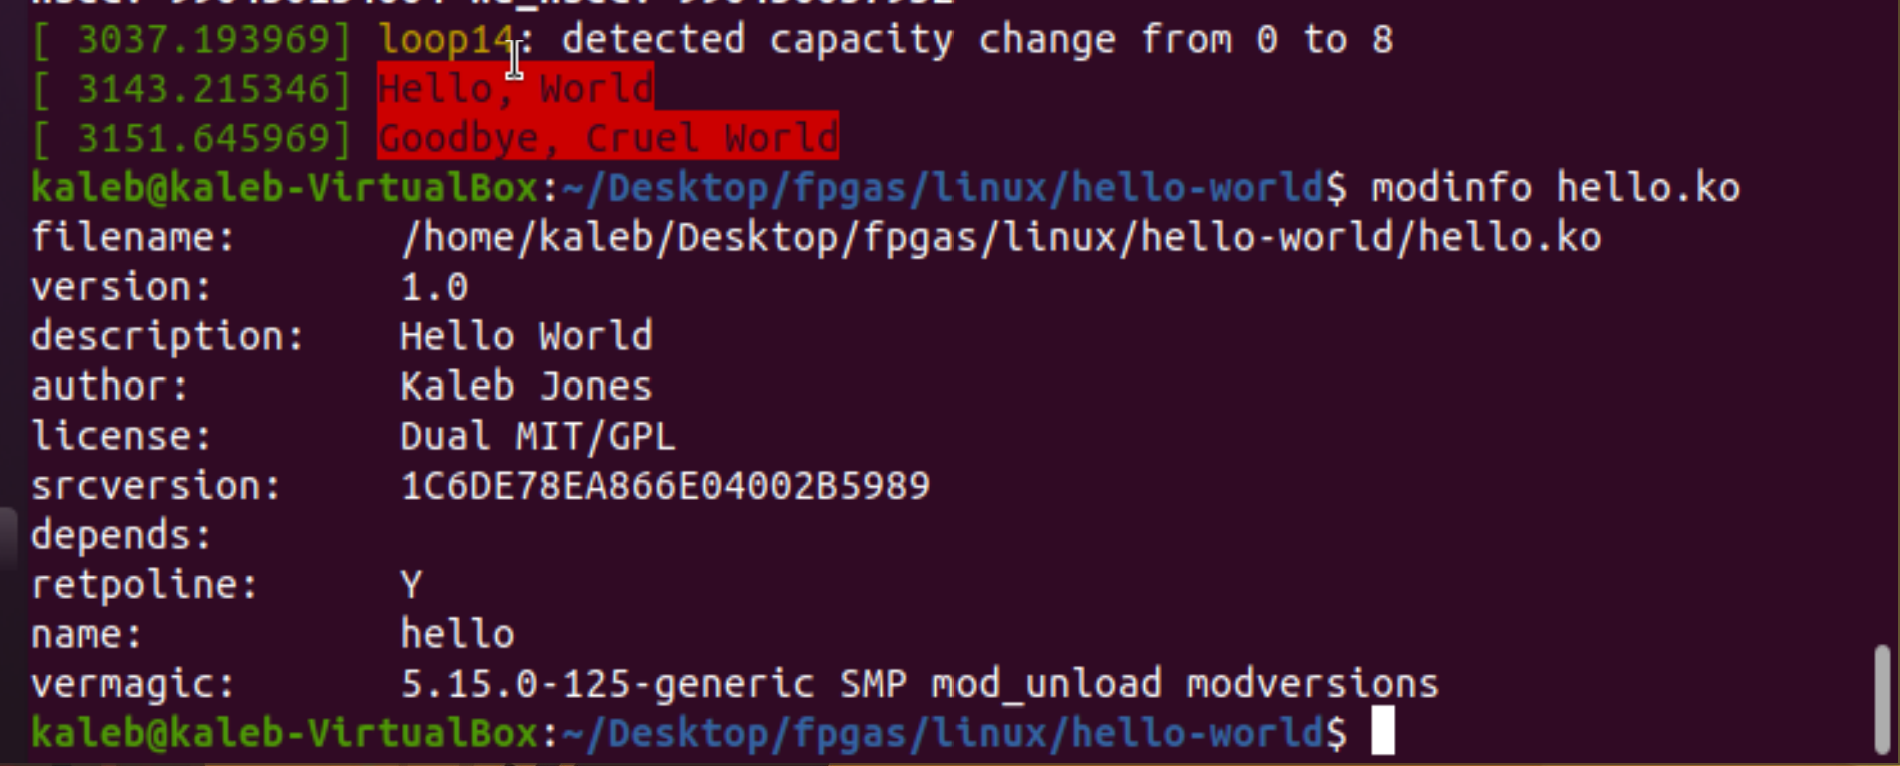 [ 3037.193969] loop14: detected capacity change from 0 to 8
[ 3143.215346] Hello, World
[ 3151.645969] Goodbye, Cruel World
kaleb@kaleb-VirtualBox:~/Desktop/fpgas/linux/hello-world$ modinfo hello.ko
filename:       /home/kaleb/Desktop/fpgas/linux/hello-world/hello.ko
version:        1.0
description:    Hello World
author:         Kaleb Jones
license:        Dual MIT/GPL
srcversion:     1C6DE78EA866E04002B5989
depends:
retpoline:      Y
name:           hello
vermagic:       5.15.0-125-generic SMP mod_unload modversions
kaleb@kaleb-VirtualBox:~/Desktop/fpgas/linux/hello-world$